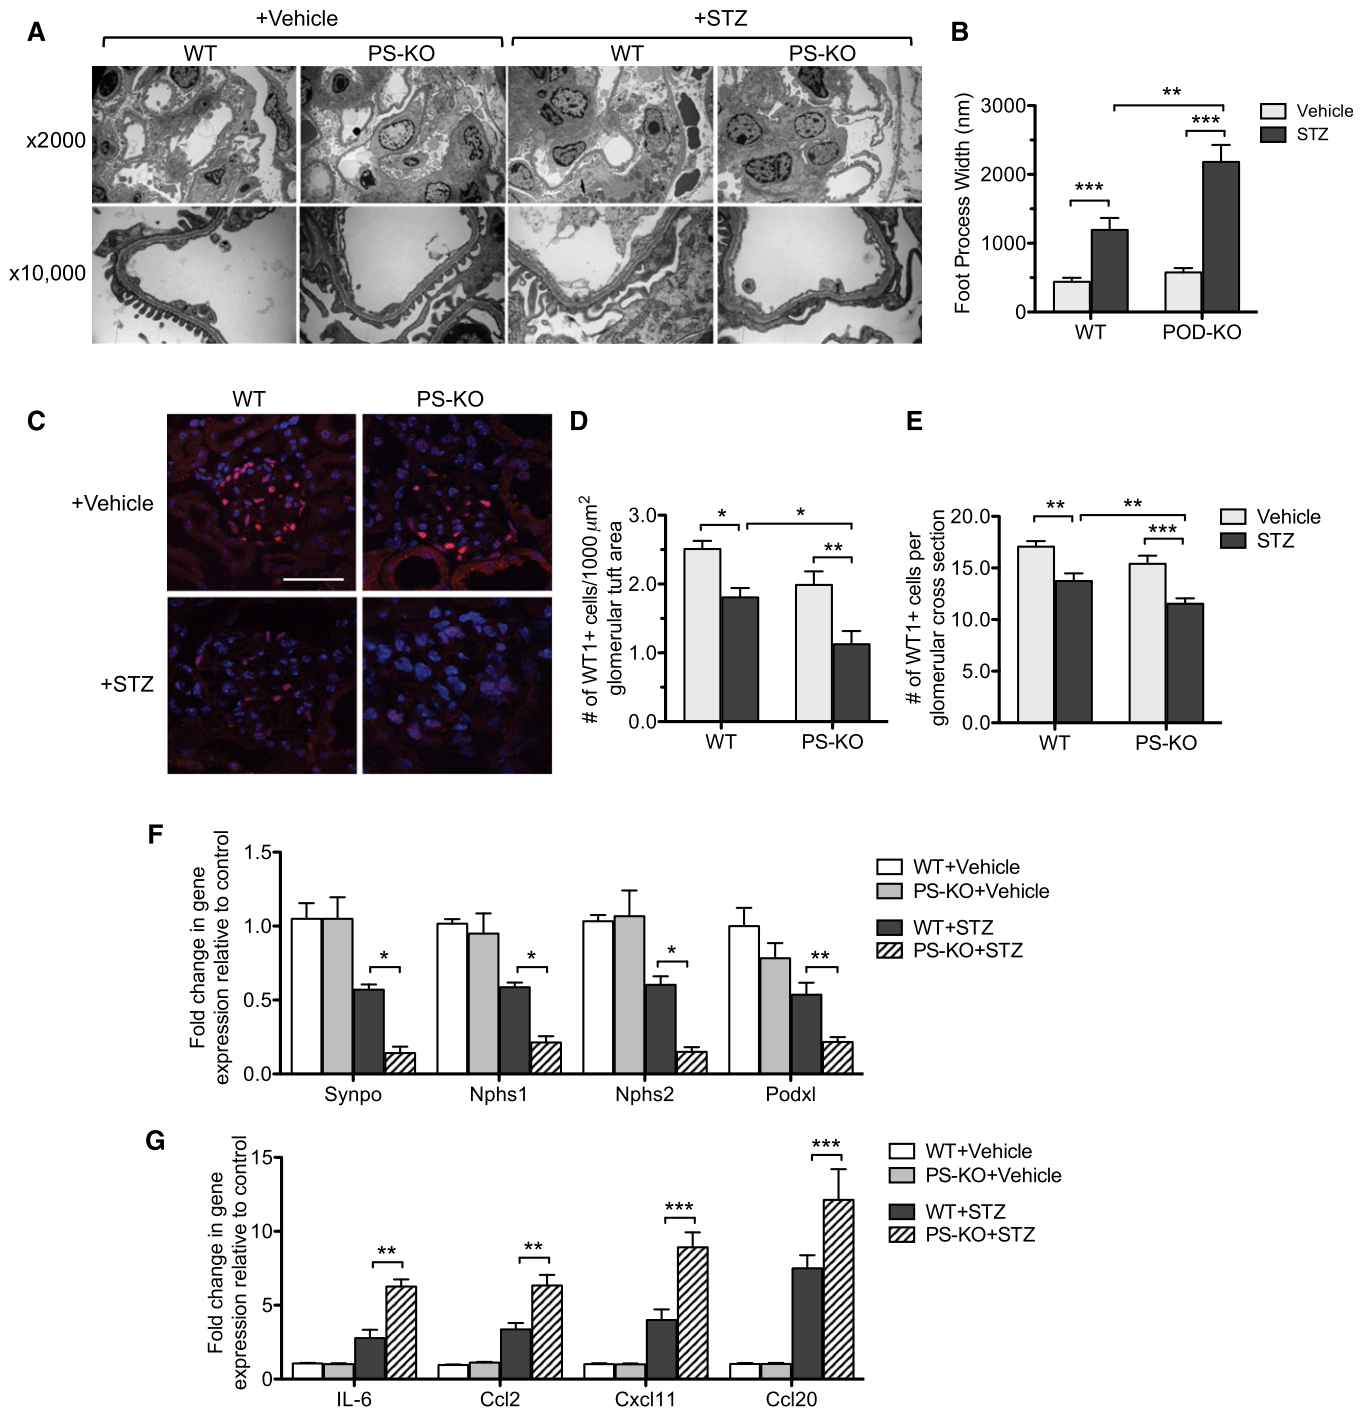 A
+Vehicle
+STZ
WT
PS-KO
WT
PS-KO
x2000
x10,000
B
Foot Process Width (nm)
3000
2000
1000
0
**
***
***
Vehicle
STZ
WT
POD-KO
C
WT
PS-KO
+Vehicle
+STZ
D
# of WT1+ cells/1000 μm2
glomerular tuft area
3.0
2.0
1.0
0.0
*
*
**
WT
PS-KO
E
# of WT1+ cells per
glomerular cross section
20.0
15.0
10.0
5.0
0.0
**
**
***
Vehicle
STZ
WT
PS-KO
F
Fold change in gene
expression relative to control
1.5
1.0
0.5
0.0
*
*
*
**
WT+Vehicle
PS-KO+Vehicle
WT+STZ
PS-KO+STZ
Synpo
Nphs1
Nphs2
Podxl
G
Fold change in gene
expression relative to control
15
10
5
0
**
**
***
***
WT+Vehicle
PS-KO+Vehicle
WT+STZ
PS-KO+STZ
IL-6
Ccl2
Cxcl11
Ccl20